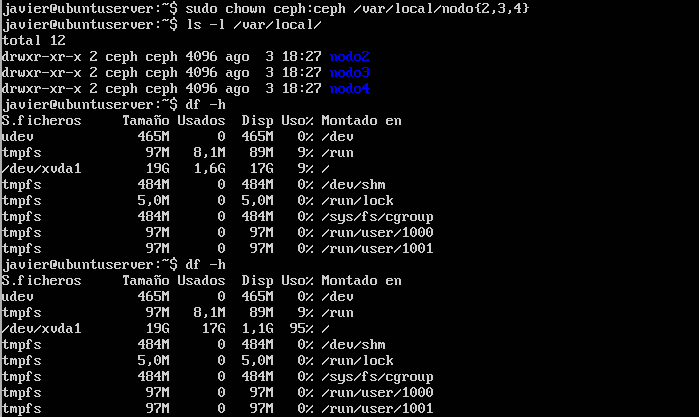 javier@ubuntuserver:~$ sudo chown ceph:ceph /var/local/nodo{2,3,4}
javier@ubuntuserver:~$ ls -l /var/local/
total 12
drwxr-xr-x 2 ceph ceph 4096 ago  3 18:27 nodo2
drwxr-xr-x 2 ceph ceph 4096 ago  3 18:27 nodo3
drwxr-xr-x 2 ceph ceph 4096 ago  3 18:27 nodo4
javier@ubuntuserver:~$ df -h
S.ficheros     Tamaño Usados  Disp Uso% Montado en
udev             465M      0  465M   0% /dev
tmpfs             97M   8,1M   89M   9% /run
/dev/xvda1        19G   1,6G   17G   9% /
tmpfs            484M      0  484M   0% /dev/shm
tmpfs            5,0M      0  5,0M   0% /run/lock
tmpfs            484M      0  484M   0% /sys/fs/cgroup
tmpfs             97M      0   97M   0% /run/user/1000
tmpfs             97M      0   97M   0% /run/user/1001
javier@ubuntuserver:~$ df -h
S.ficheros     Tamaño Usados  Disp Uso% Montado en
udev             465M      0  465M   0% /dev
tmpfs             97M   8,1M   89M   9% /run
/dev/xvda1        19G    17G  1,1G  95% /
tmpfs            484M      0  484M   0% /dev/shm
tmpfs            5,0M      0  5,0M   0% /run/lock
tmpfs            484M      0  484M   0% /sys/fs/cgroup
tmpfs             97M      0   97M   0% /run/user/1000
tmpfs             97M      0   97M   0% /run/user/1001